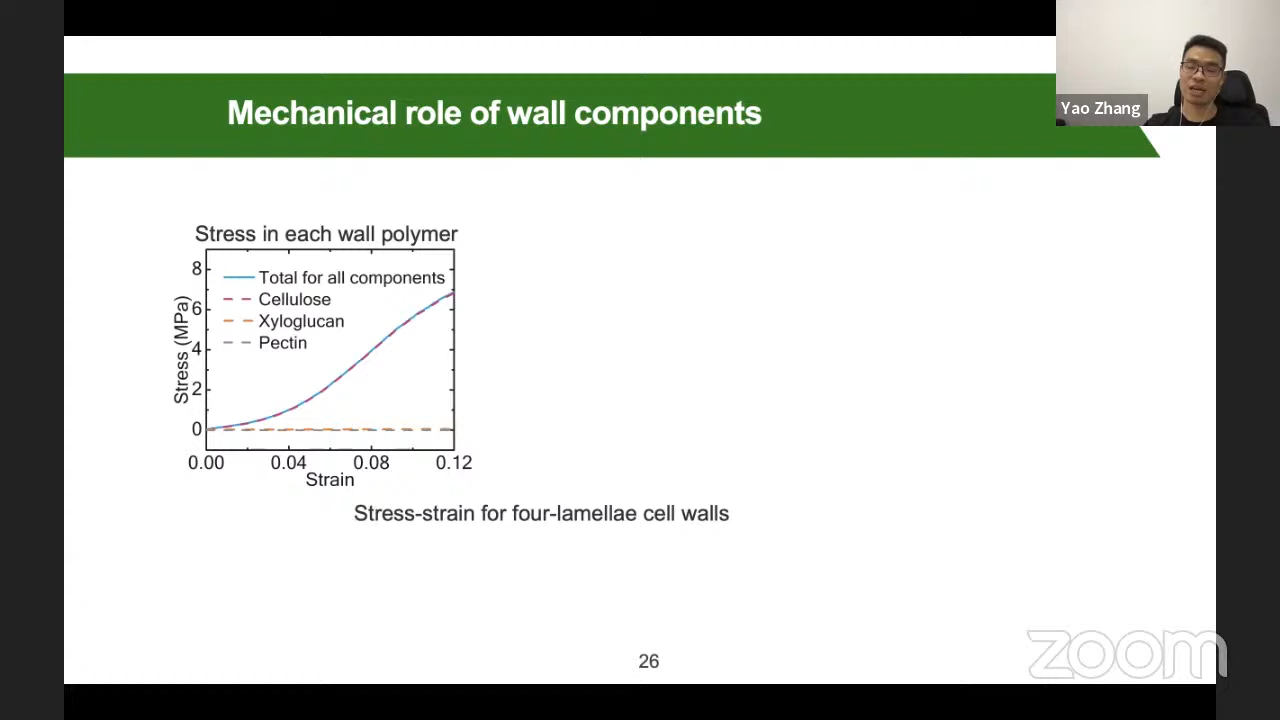 Mechanical role of wall components
Yao Zhang
Stress in each wall polymer
Total for all components
Cellulose
Xyloglucan
Pectin
Stress (MPa)
8
6
4
2
0
0.00 0.04 0.08 0.12
Strain
Stress-strain for four-lamellae cell walls
26
zoom